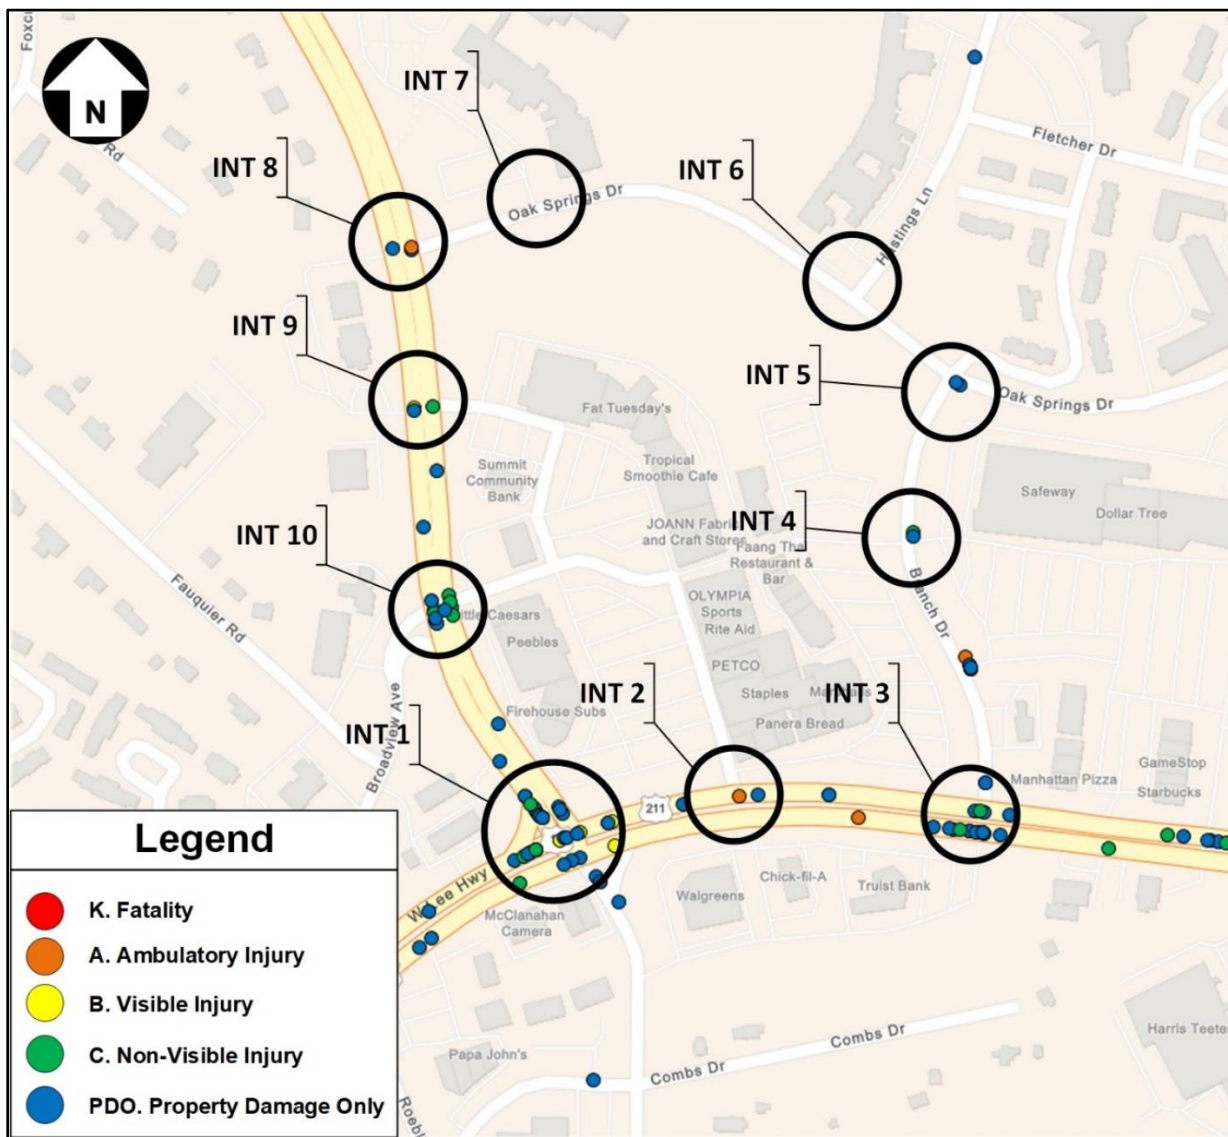 Foxcr
N
Rd
INT 7
INT 8
Oak Springs Dr
INT 6
Hastings Ln
Fletcher Dr
INT 9
INT 5
Oak Springs Dr
Fat Tuesday's
Summit
Community
Bank
Tropical
Smoothie Cafe
Safeway
Dollar Tree
INT 10
JOANN Fabric
and Craft Stores
INT 4
Faang Thai
Restaurant &
Bar
Branch Dr
Fauquier Rd
OLYMPIA
Sports
Rite Aid
Little Caesars
Peebles
PETCO
Staples
Panera Bread
INT 2
INT 3
Firehouse Subs
INT 1
Broadview Ave
211
Manhattan Pizza
GameStop
Starbucks
W Lee Hwy
McClanahan
Camera
Walgreens
Chick-fil-A
Truist Bank
Harris Teeter
Papa John's
Combs Dr
Combs Dr
Roebl
Legend
K. Fatality
A. Ambulatory Injury
B. Visible Injury
C. Non-Visible Injury
PDO. Property Damage Only